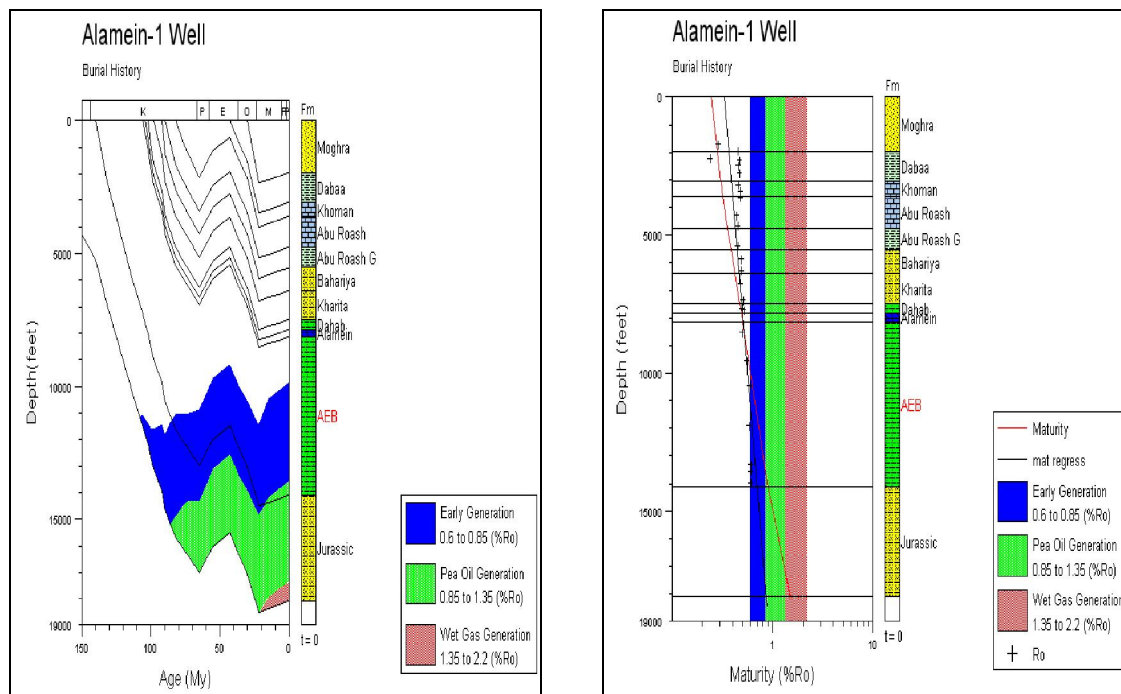 Alamein-1 Well
Burial History
K
P
E
O
M
Fm
0
5000
10000
15000
19000
Depth(feet)
Moghra
Dabaa
Khoman
Abu Roash
Abu Roash G
Bahariya
Kharita
Dahab
Alamein
AEB
Jurassic
t = 0
150
100
50
0
Age (My)
Early Generation
0.6 to 0.85 (%Ro)
Pea Oil Generation
0.85 to 1.35 (%Ro)
Wet Gas Generation
1.35 to 2.2 (%Ro)
Alamein-1 Well
Burial History
Fm
0
5000
10000
15000
19000
Depth (feet)
Moghra
Dabaa
Khoman
Abu Roash
Abu Roash G
Bahariya
Kharita
Dahab
Alamein
AEB
Jurassic
t = 0
1
10
Maturity (%Ro)
Maturity
mat regress
Early Generation
0.6 to 0.85 (%Ro)
Pea Oil Generation
0.85 to 1.35 (%Ro)
Wet Gas Generation
1.35 to 2.2 (%Ro)
Ro